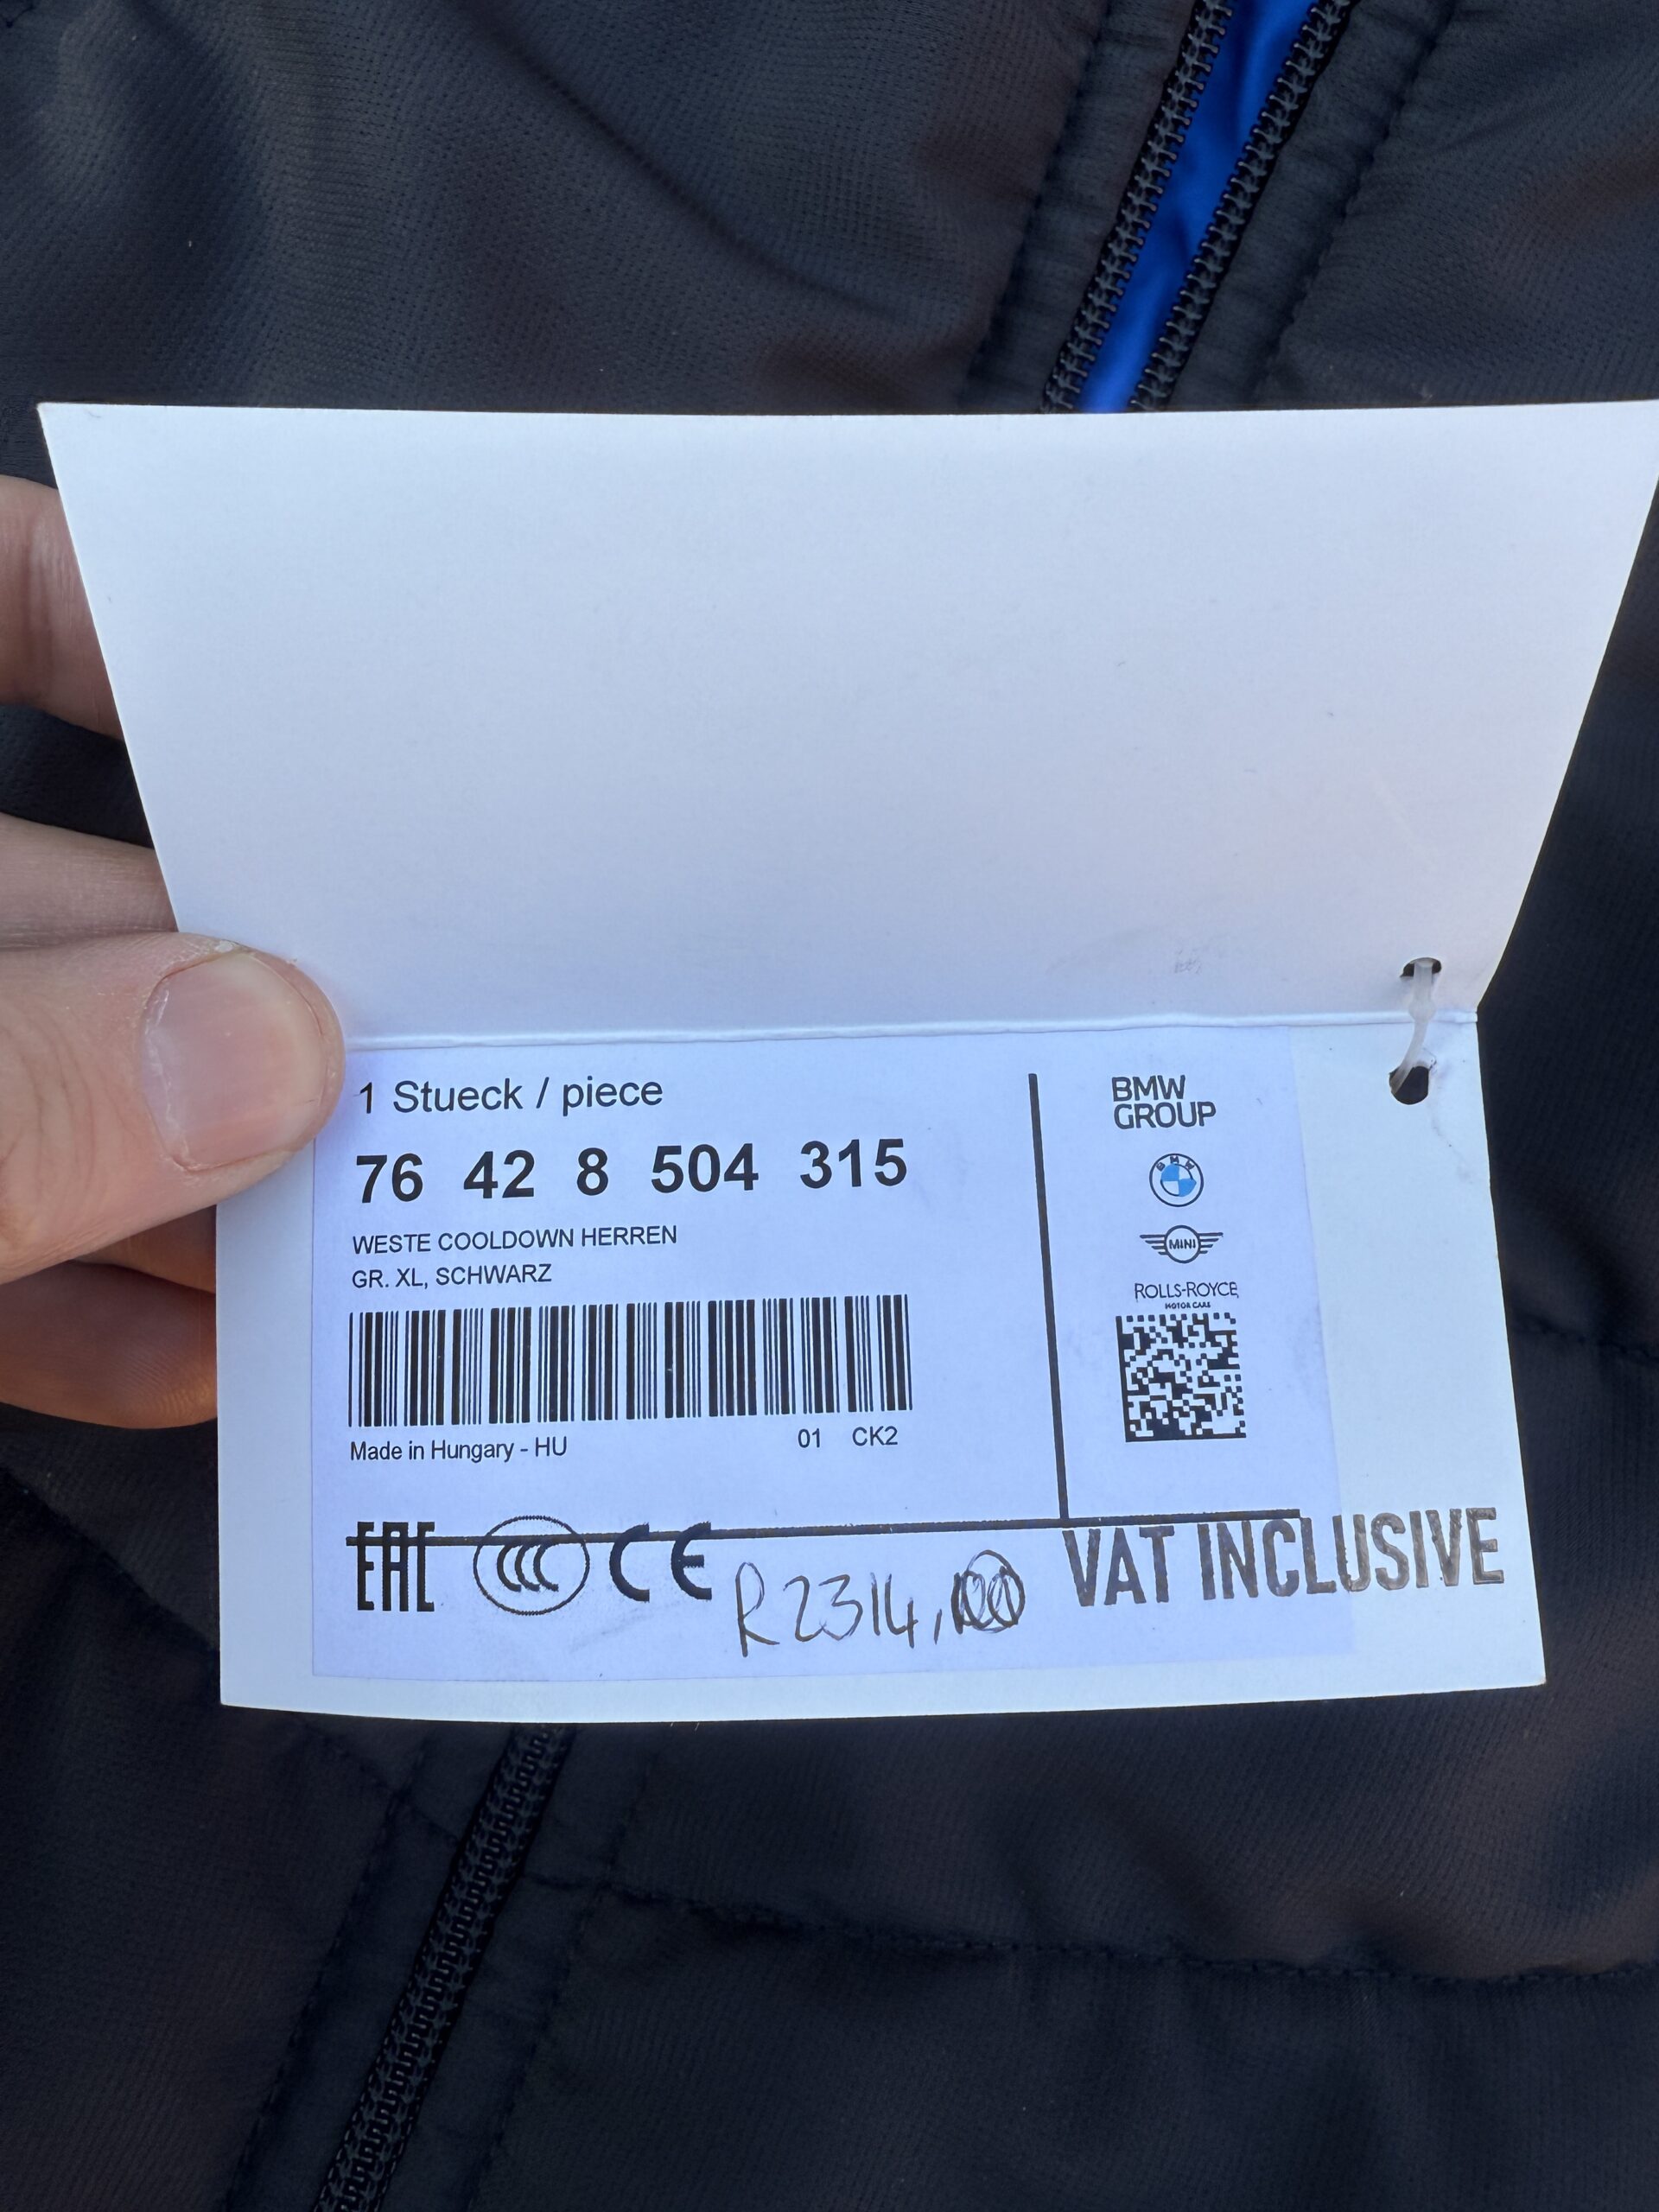 1 Stueck / piece
76 42 8 504 315
WESTE COOLDOWN HERREN
GR. XL, SCHWARZ
Made in Hungary - HU
01 CK2
BMW
GROUP
BMW
MINI
ROLLS-ROYCE
MOTOR CARS
EAC CCC CE
R2314,
VAT INCLUSIVE